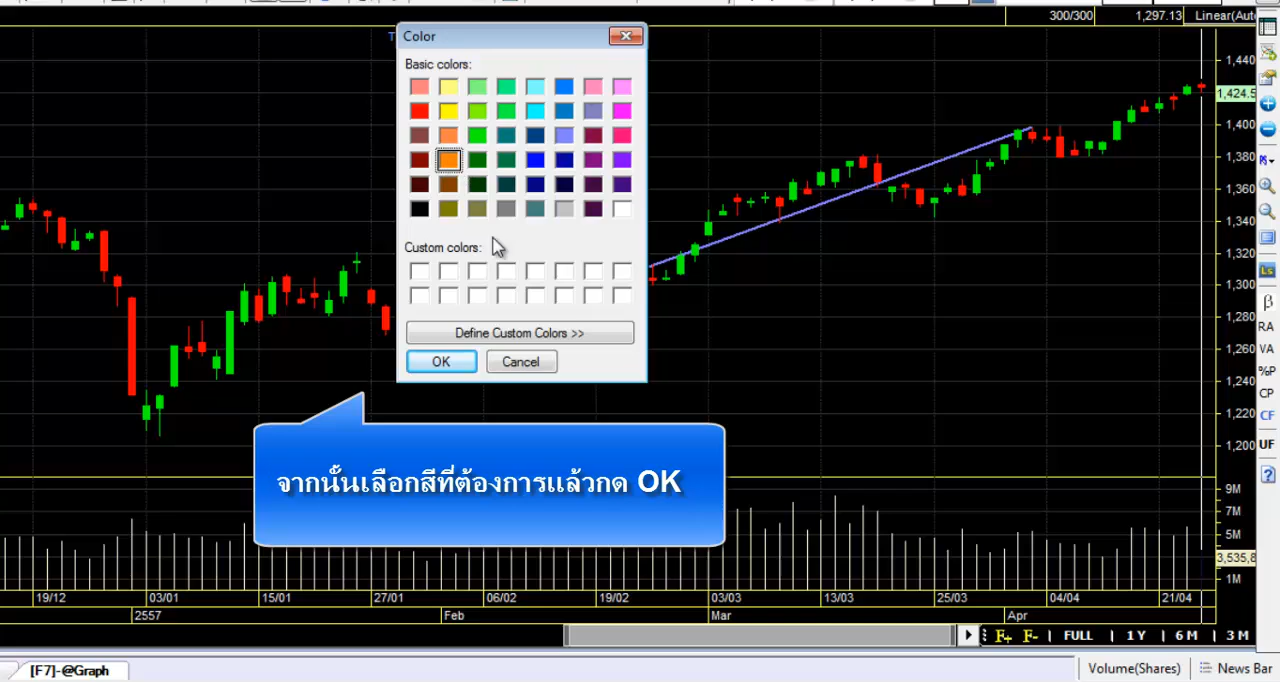 300/300 1,297.13 Linear(Aut
Color
Basic colors:
Custom colors:
Define Custom Colors >>
OK Cancel
จากนั้นเลือกสีที่ต้องการแล้วกด OK
1,440
1,424.5
1,400
1,380
1,360
1,340
1,320
1,300
1,280
1,260
1,240
1,220
1,200
9M
7M
5M
3,535,8
1M
Ls
β
RA
VA
%P
CP
CF
UF
?
19/12 03/01 15/01 27/01 06/02 19/02 03/03 13/03 25/03 04/04 21/04
2557 Feb Mar Apr
F+ F- | FULL | 1 Y | 6 M | 3 M
[F7]-@Graph Volume(Shares) News Bar